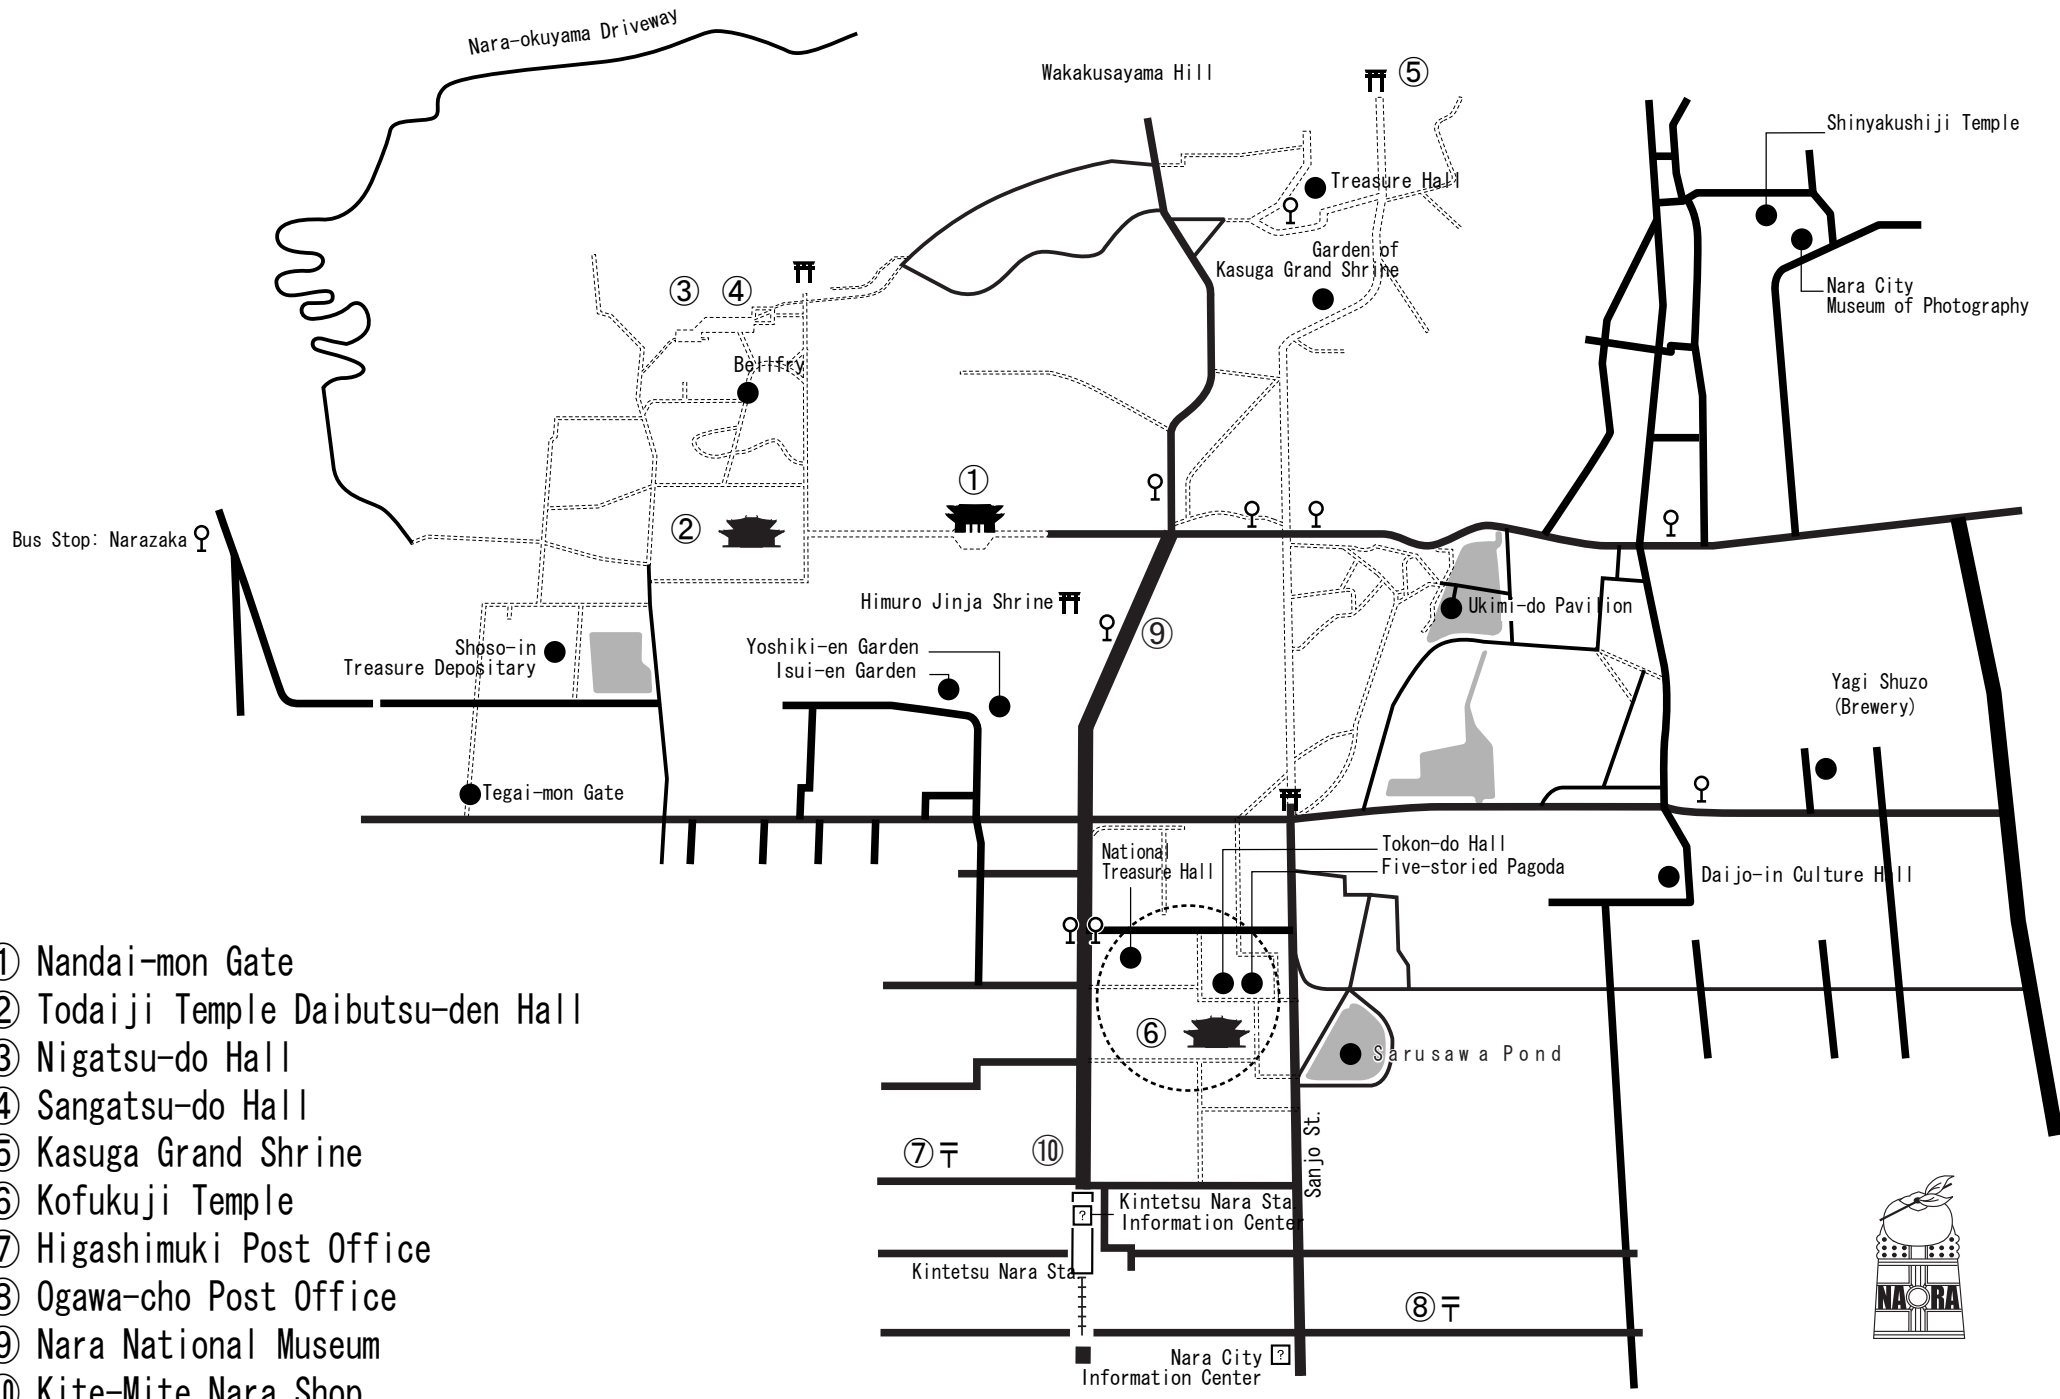 Nara-okuyama Driveway
Wakakusayama Hill
⑤
Shinyakushiji Temple
Treasure Hall
Garden of
Kasuga Grand Shrine
Nara City
Museum of Photography
③
④
Bellfry
①
②
Bus Stop: Narazaka
Himuro Jinja Shrine
⑨
Ukimi-do Pavilion
Shoso-in
Treasure Depositary
Yoshiki-en Garden
Isui-en Garden
Yagi Shuzo
(Brewery)
Tegai-mon Gate
National
Treasure Hall
Tokon-do Hall
Five-storied Pagoda
Daijo-in Culture Hall
⑥
Sarusawa Pond
Sanjo St.
⑦〒
⑩
Kintetsu Nara Sta.
Information Center
?
Kintetsu Nara Sta.
⑧〒
Nara City
Information Center
?
NARA
① Nandai-mon Gate
② Todaiji Temple Daibutsu-den Hall
③ Nigatsu-do Hall
④ Sangatsu-do Hall
⑤ Kasuga Grand Shrine
⑥ Kofukuji Temple
⑦ Higashimuki Post Office
⑧ Ogawa-cho Post Office
⑨ Nara National Museum
⑩ Kite-Mite Nara Shop